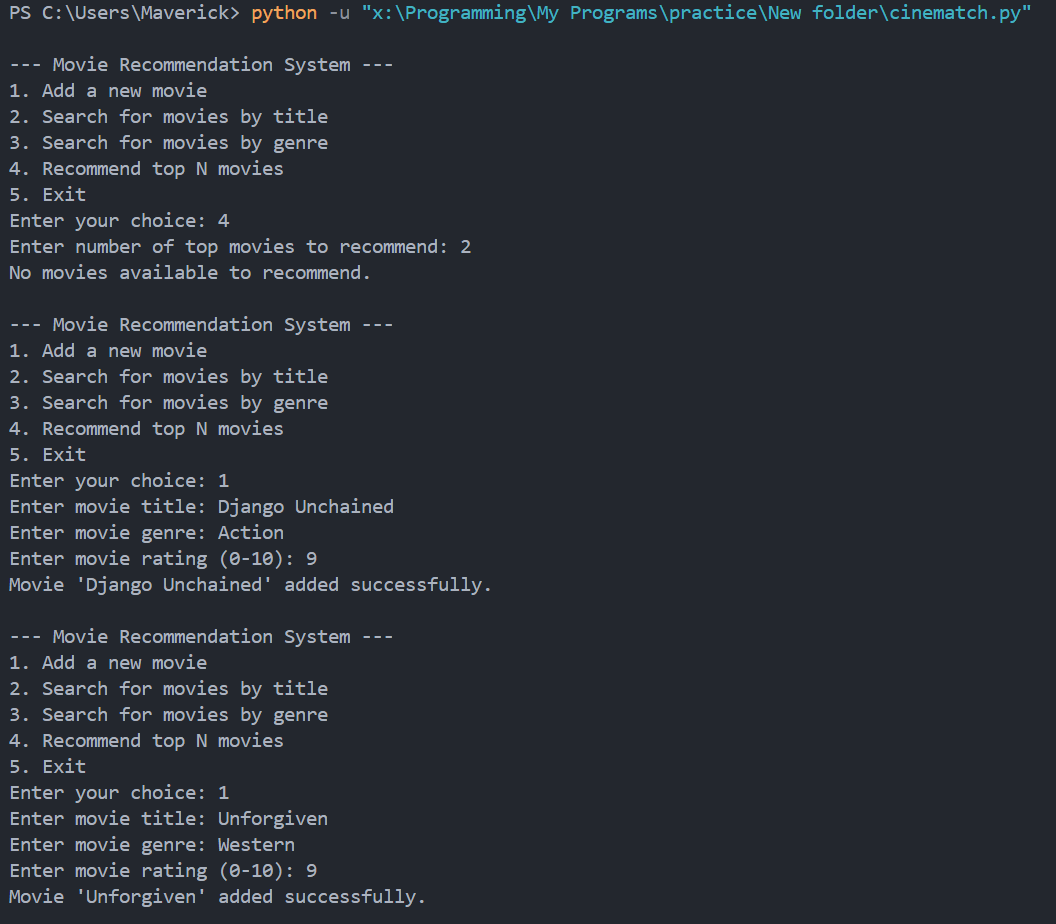 PS C:\Users\Maverick> python -u "x:\Programming\My Programs\practice\New folder\cinematch.py"
--- Movie Recommendation System ---
1. Add a new movie
2. Search for movies by title
3. Search for movies by genre
4. Recommend top N movies
5. Exit
Enter your choice: 4
Enter number of top movies to recommend: 2
No movies available to recommend.
--- Movie Recommendation System ---
1. Add a new movie
2. Search for movies by title
3. Search for movies by genre
4. Recommend top N movies
5. Exit
Enter your choice: 1
Enter movie title: Django Unchained
Enter movie genre: Action
Enter movie rating (0-10): 9
Movie 'Django Unchained' added successfully.
--- Movie Recommendation System ---
1. Add a new movie
2. Search for movies by title
3. Search for movies by genre
4. Recommend top N movies
5. Exit
Enter your choice: 1
Enter movie title: Unforgiven
Enter movie genre: Western
Enter movie rating (0-10): 9
Movie 'Unforgiven' added successfully.